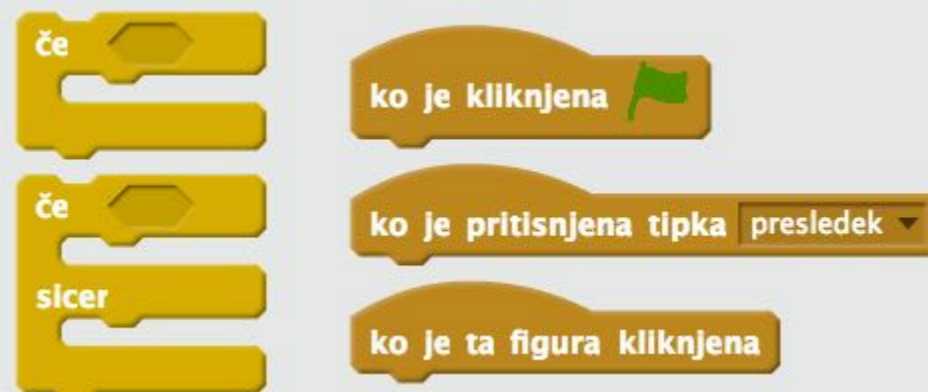 če
če
sicer
ko je kliknjena
ko je pritisnjena tipka presledek
ko je ta figura kliknjena